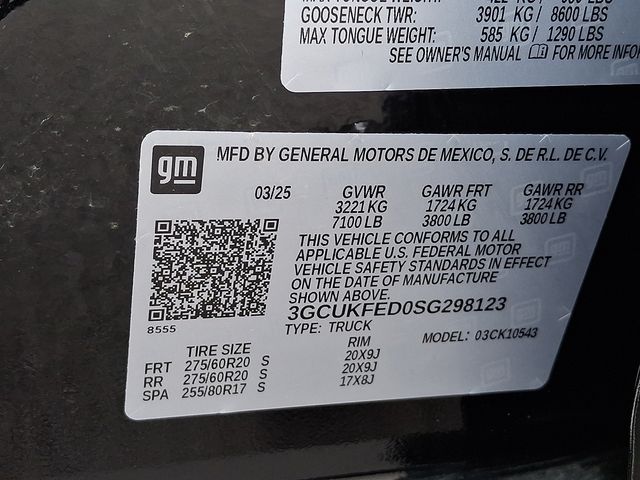 GOOSENECK TWR: 3901 KG/ 8600 LBS
MAX TONGUE WEIGHT: 585 KG/ 1290 LBS
SEE OWNER'S MANUAL FOR MORE INFO
gm
MFD BY GENERAL MOTORS DE MEXICO, S. DE R.L. DE C.V.
03/25 GVWR GAWR FRT GAWR RR
3221 KG 1724 KG 1724 KG
7100 LB 3800 LB 3800 LB
THIS VEHICLE CONFORMS TO ALL
APPLICABLE U.S. FEDERAL MOTOR
VEHICLE SAFETY STANDARDS IN EFFECT
ON THE DATE OF MANUFACTURE
SHOWN ABOVE.
3GCUKFED0SG298123
8555
TYPE: TRUCK
MODEL: 03CK10543
TIRE SIZE RIM
FRT 275/60R20 S 20X9J
RR 275/60R20 S 20X9J
SPA 255/80R17 S 17X8J